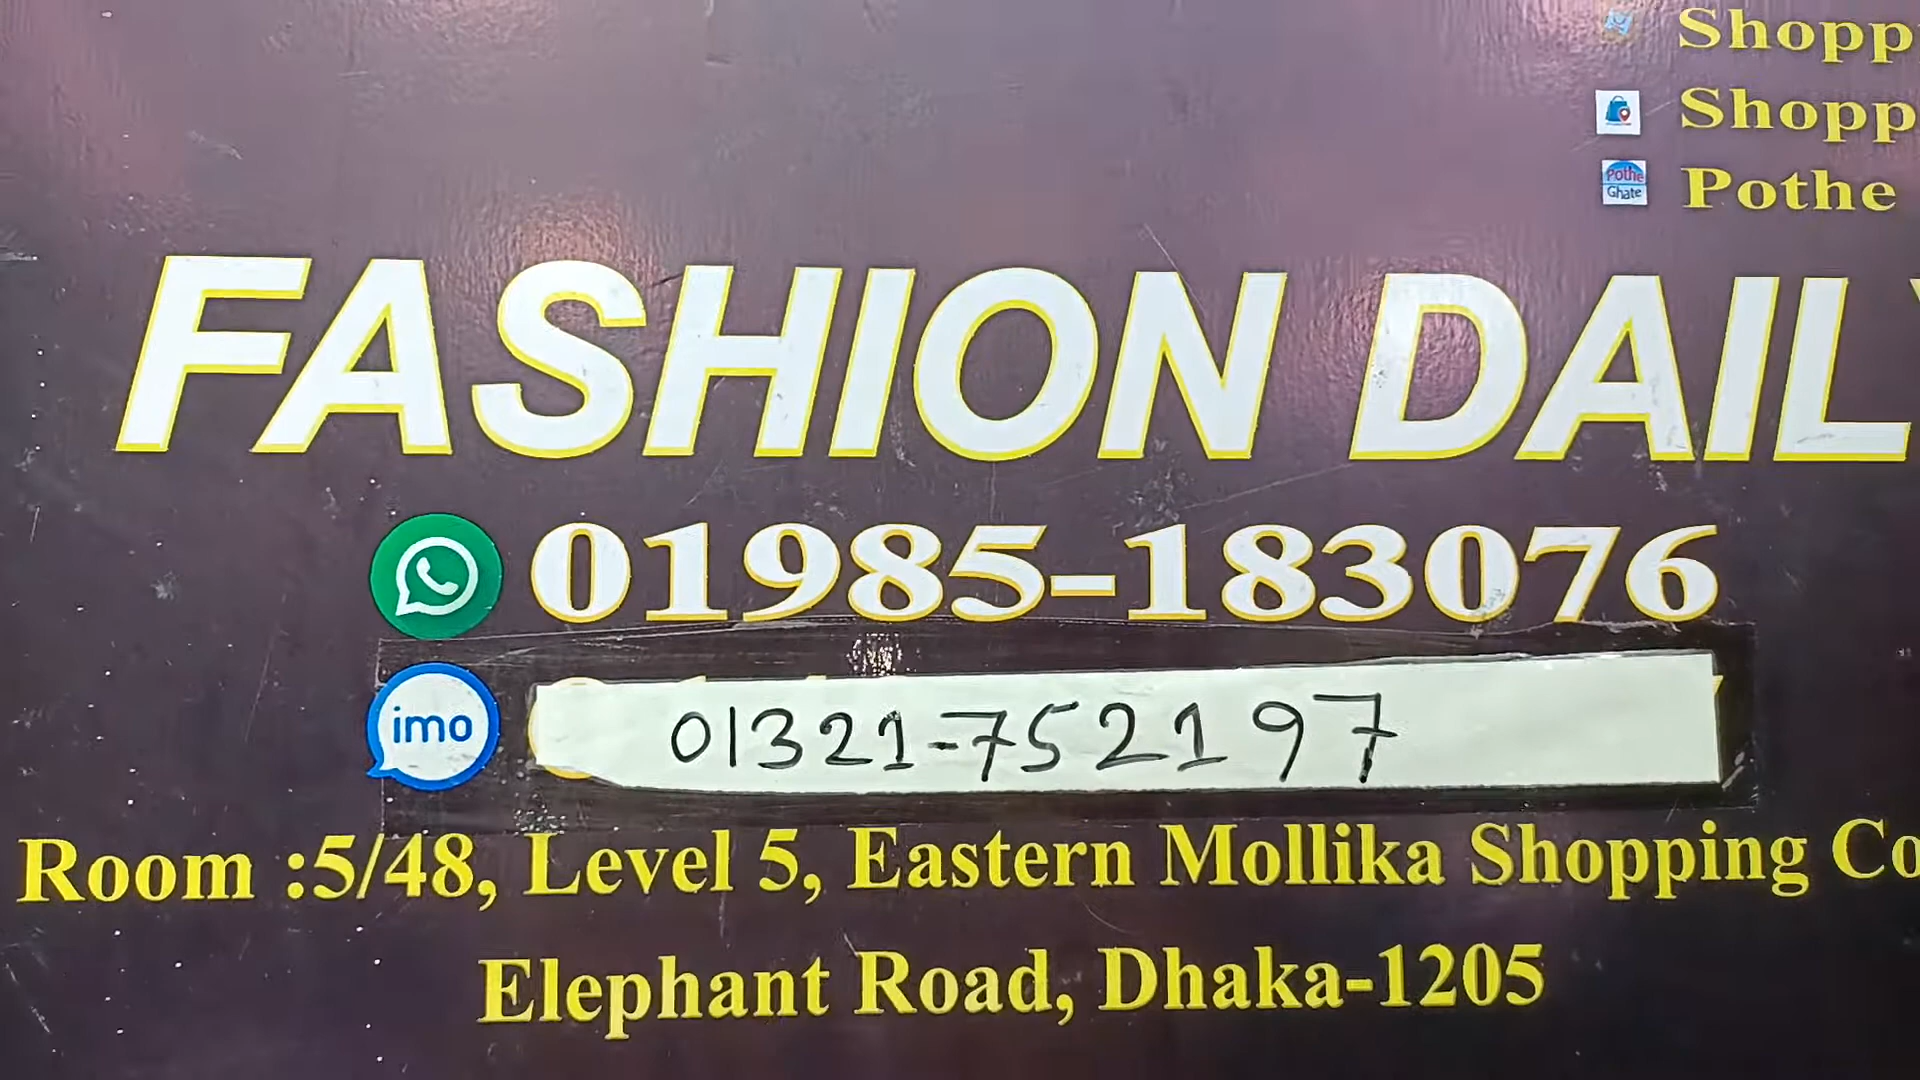 Shopp
Shopp
Pothe Ghate Pothe
FASHION DAIL
01985-183076
imo 01321-752197
Room :5/48, Level 5, Eastern Mollika Shopping Co
Elephant Road, Dhaka-1205